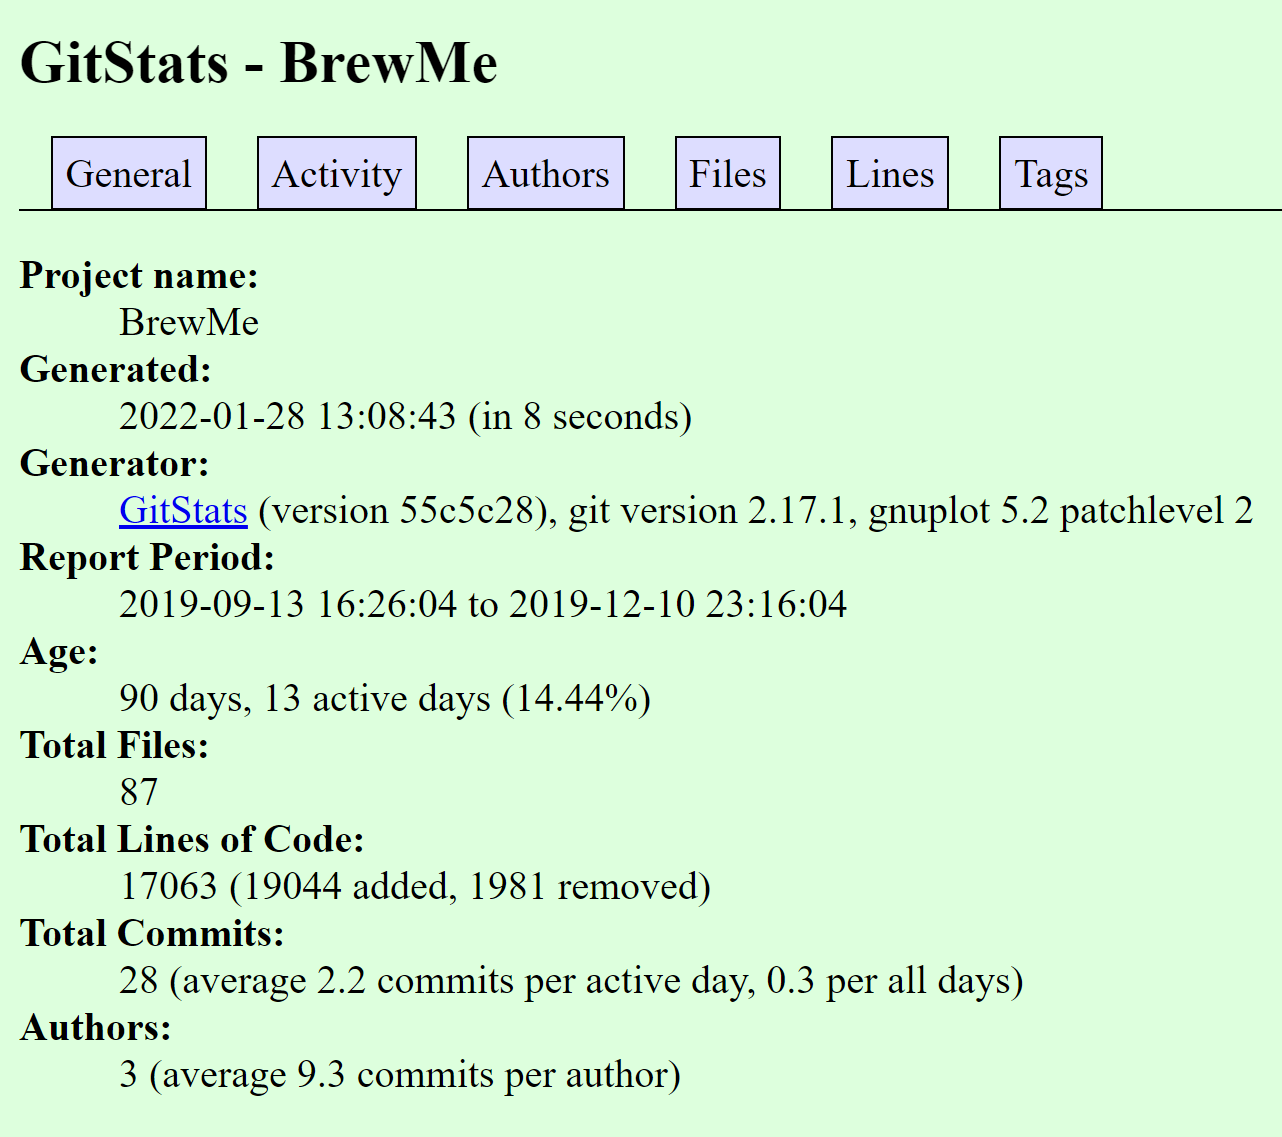 GitStats - BrewMe
General Activity Authors Files Lines Tags
Project name:
BrewMe
Generated:
2022-01-28 13:08:43 (in 8 seconds)
Generator:
GitStats (version 55c5c28), git version 2.17.1, gnuplot 5.2 patchlevel 2
Report Period:
2019-09-13 16:26:04 to 2019-12-10 23:16:04
Age:
90 days, 13 active days (14.44%)
Total Files:
87
Total Lines of Code:
17063 (19044 added, 1981 removed)
Total Commits:
28 (average 2.2 commits per active day, 0.3 per all days)
Authors:
3 (average 9.3 commits per author)